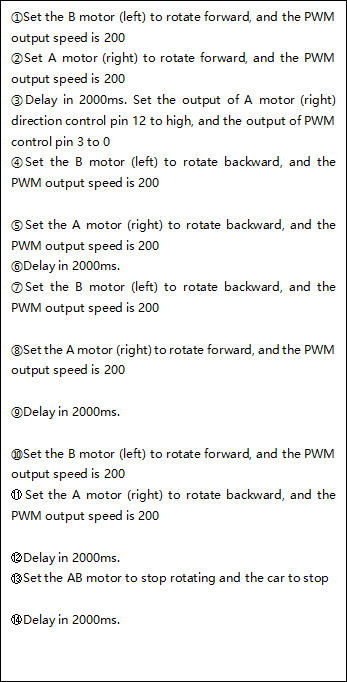 ①Set the B motor (left) to rotate forward, and the PWM
output speed is 200
②Set A motor (right) to rotate forward, and the PWM
output speed is 200
③Delay in 2000ms. Set the output of A motor (right)
direction control pin 12 to high, and the output of PWM
control pin 3 to 0
④Set the B motor (left) to rotate backward, and the
PWM output speed is 200
⑤Set the A motor (right) to rotate backward, and the
PWM output speed is 200
⑥Delay in 2000ms.
⑦Set the B motor (left) to rotate backward, and the
PWM output speed is 200
⑧Set the A motor (right) to rotate forward, and the PWM
output speed is 200
⑨Delay in 2000ms.
⑩Set the B motor (left) to rotate forward, and the PWM
output speed is 200
⑪Set the A motor (right) to rotate backward, and the
PWM output speed is 200
⑫Delay in 2000ms.
⑬Set the AB motor to stop rotating and the car to stop
⑭Delay in 2000ms.